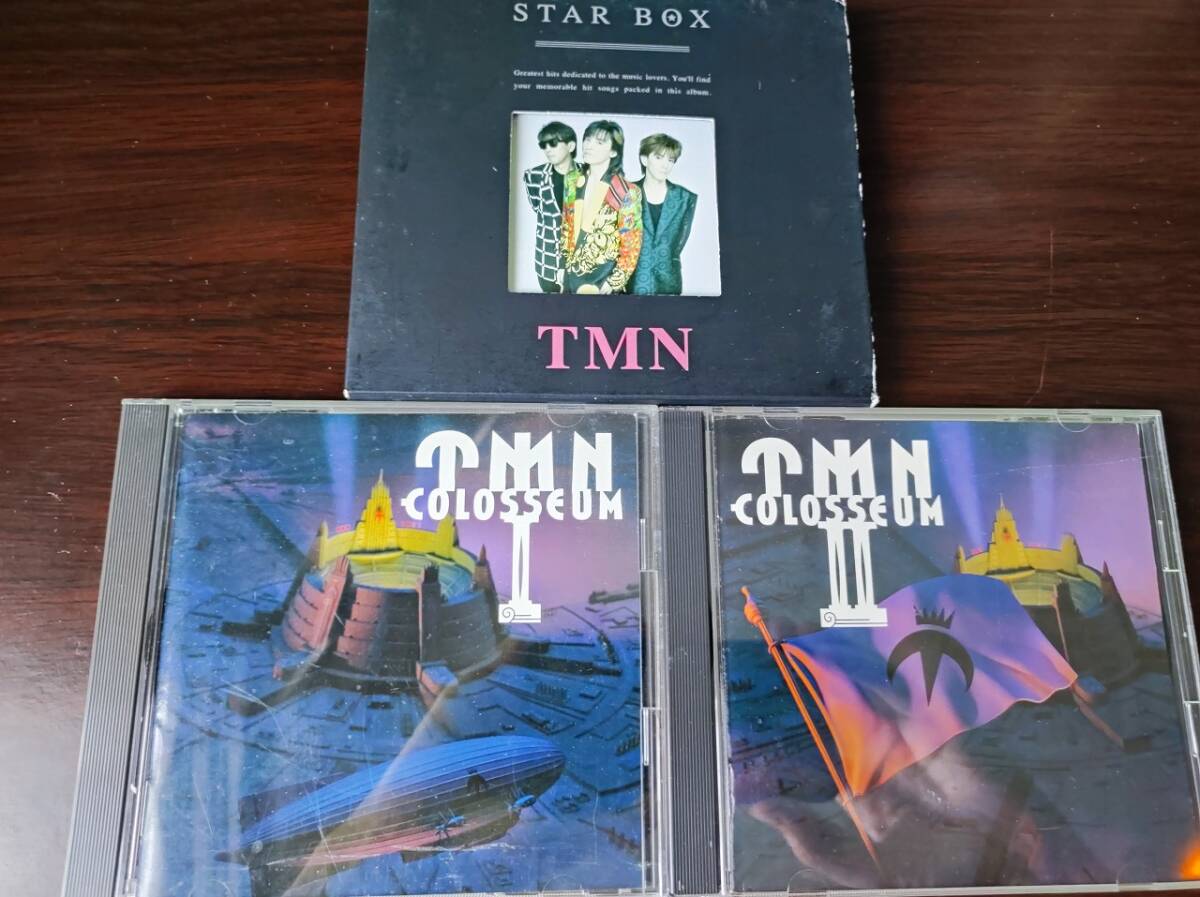 STAR BOX
Greatest hits dedicated to the music lovers. You'll find
your memorable hit songs packed in this album.
TMN
TMN
COLOSSEUM
I
TMN
COLOSSEUM
II